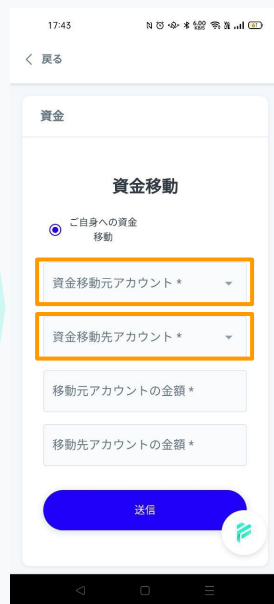 17:43
戻る
資金
資金移動
ご自身への資金
移動
資金移動元アカウント *
資金移動先アカウント *
移動元アカウントの金額 *
移動先アカウントの金額 *
送信